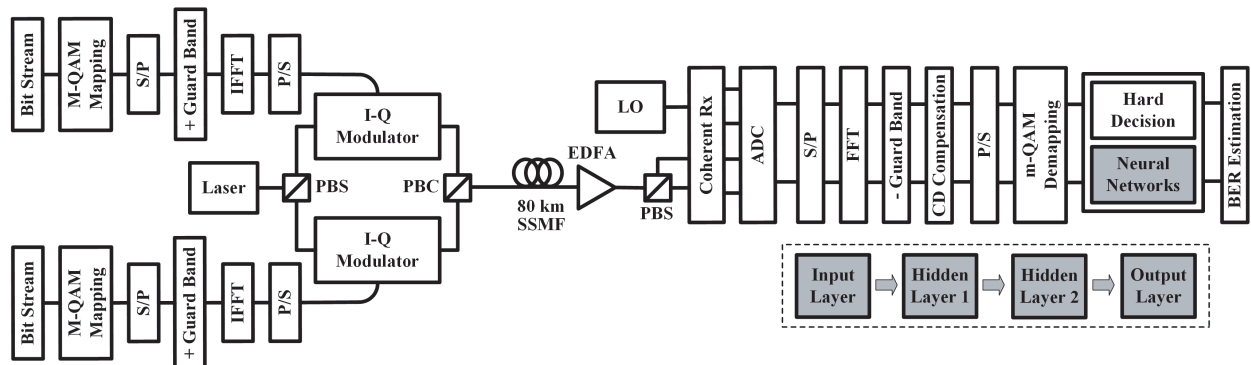 Bit Stream
M-QAM
Mapping
S/P
+ Guard Band
IFFT
P/S
I-Q
Modulator
Laser
PBS
PBC
I-Q
Modulator
Bit Stream
M-QAM
Mapping
S/P
+ Guard Band
IFFT
P/S
80 km
SSMF
EDFA
PBS
LO
Coherent Rx
ADC
S/P
FFT
- Guard Band
CD Compensation
P/S
m-QAM
Demapping
Hard
Decision
Neural
Networks
BER Estimation
Input
Layer
Hidden
Layer 1
Hidden
Layer 2
Output
Layer